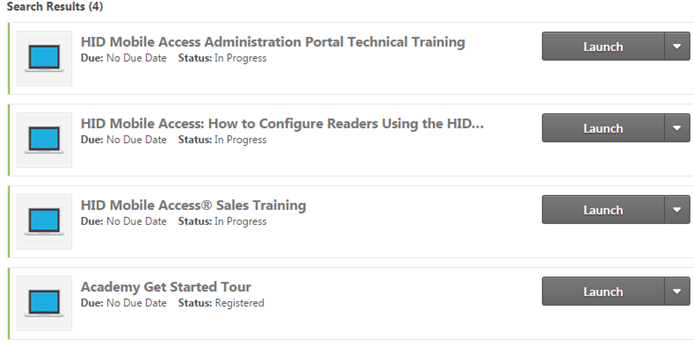 Search Results (4)
HID Mobile Access Administration Portal Technical Training
Due: No Due Date Status: In Progress
Launch
HID Mobile Access: How to Configure Readers Using the HID...
Due: No Due Date Status: In Progress
Launch
HID Mobile Access® Sales Training
Due: No Due Date Status: In Progress
Launch
Academy Get Started Tour
Due: No Due Date Status: Registered
Launch